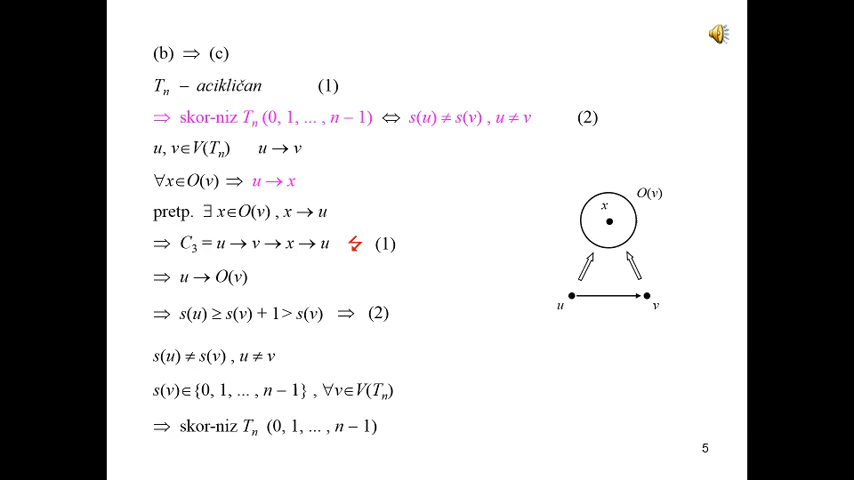 (b) ⇒ (c)
Tₙ – acikličan (1)
⇒ skor-niz Tₙ (0, 1, ... , n – 1) ⇔ s(u) ≠ s(v) , u ≠ v (2)
u, v∈V(Tₙ) u → v
∀x∈O(v) ⇒ u → x
pretp. ∃ x∈O(v) , x → u
⇒ C₃ = u → v → x → u (1)
⇒ u → O(v)
⇒ s(u) ≥ s(v) + 1 > s(v) ⇒ (2)
s(u) ≠ s(v) , u ≠ v
s(v)∈{0, 1, ... , n – 1} , ∀v∈V(Tₙ)
⇒ skor-niz Tₙ (0, 1, ... , n – 1)
O(v)
x
u v
5